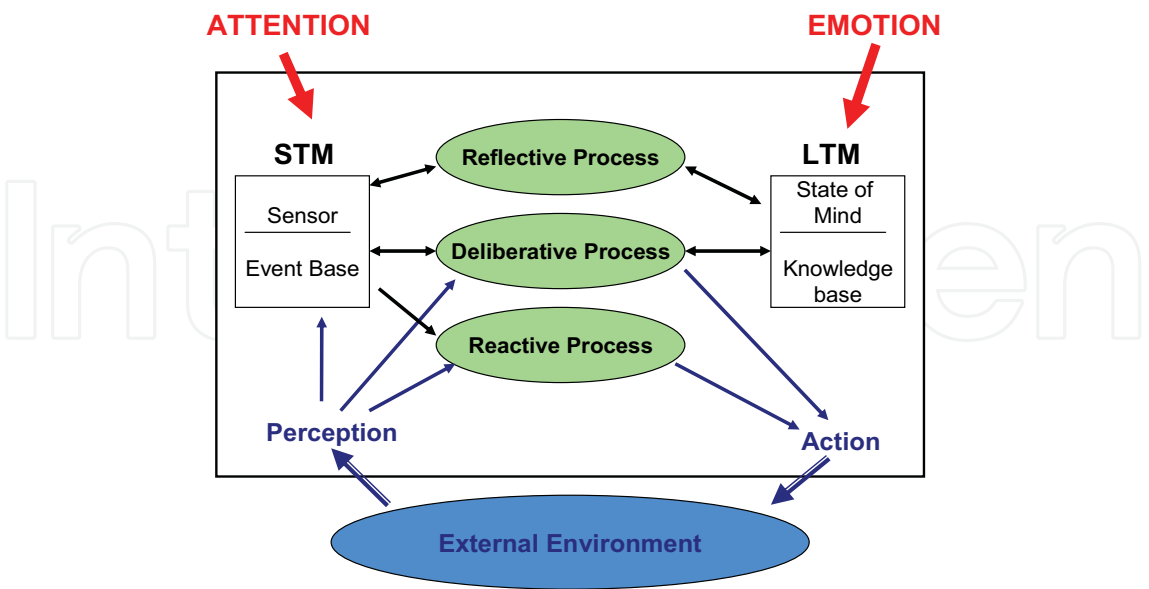 ATTENTION
EMOTION
STM
Reflective Process
LTM
Sensor
Event Base
Deliberative Process
State of
Mind
Knowledge
base
Reactive Process
Perception
Action
External Environment